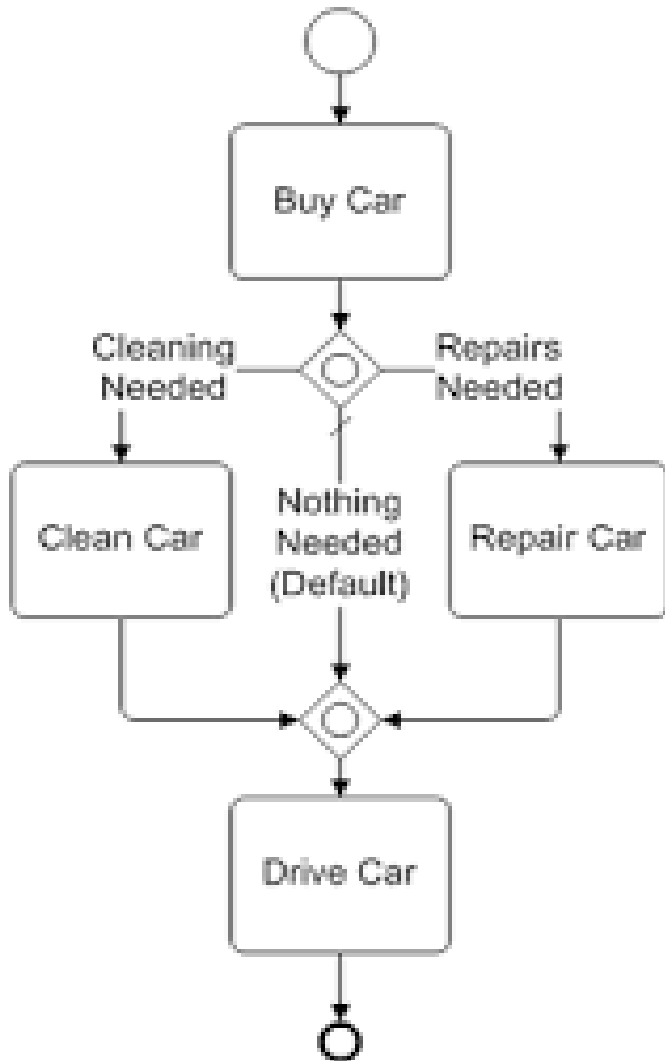 Buy Car
Cleaning
Needed
Repairs
Needed
Clean Car
Nothing
Needed
(Default)
Repair Car
Drive Car